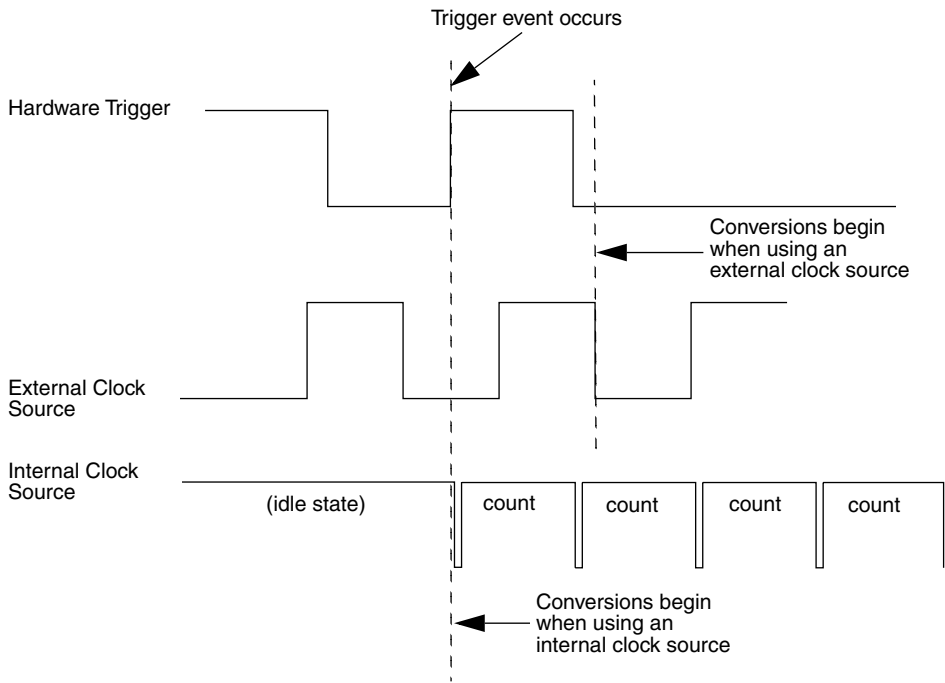 Trigger event occurs
Hardware Trigger
Conversions begin
when using an
external clock source
External Clock
Source
Internal Clock
Source
(idle state)
count
count
count
count
Conversions begin
when using an
internal clock source